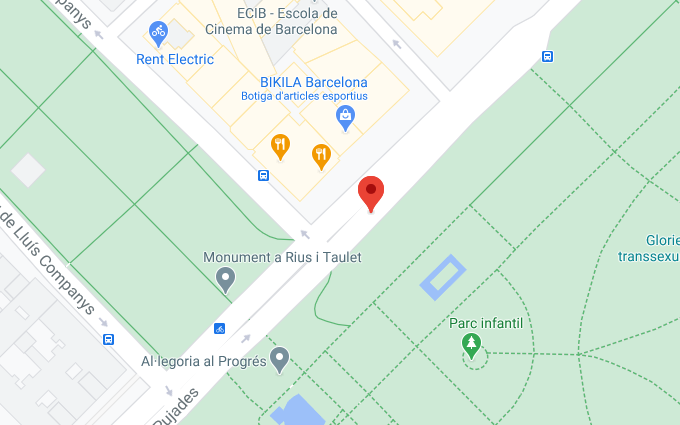 mpanys
ECIB - Escola de
Cinema de Barcelona
Rent Electric
BIKILA Barcelona
Botiga d'articles esportius
de Lluís Companys
Monument a Rius i Taulet
Glorie
transsexu
Parc infantil
Al·legoria al Progrés
Pujades